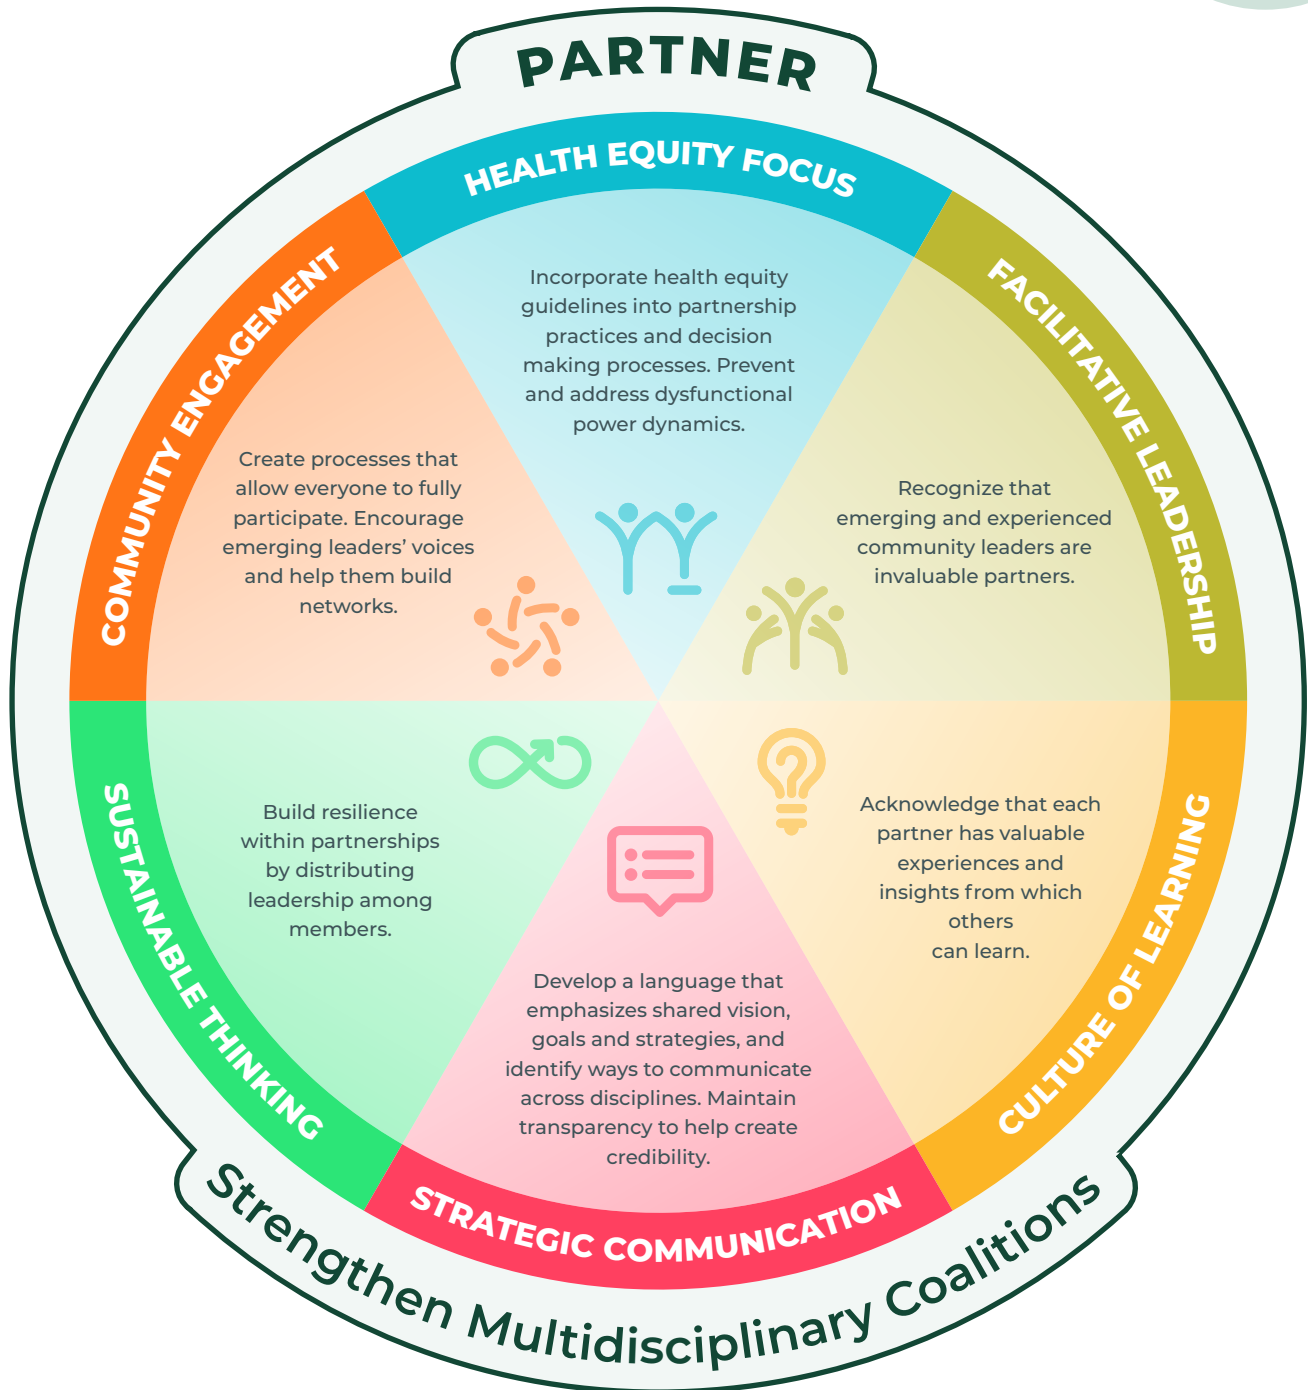 PARTNER
HEALTH EQUITY FOCUS
Incorporate health equity
guidelines into partnership
practices and decision
making processes. Prevent
and address dysfunctional
power dynamics.
FACILITATIVE LEADERSHIP
Recognize that
emerging and experienced
community leaders are
invaluable partners.
CULTURE OF LEARNING
Acknowledge that each
partner has valuable
experiences and
insights from which
others
can learn.
STRATEGIC COMMUNICATION
Develop a language that
emphasizes shared vision,
goals and strategies, and
identify ways to communicate
across disciplines. Maintain
transparency to help create
credibility.
SUSTAINABLE THINKING
Build resilience
within partnerships
by distributing
leadership among
members.
COMMUNITY ENGAGEMENT
Create processes that
allow everyone to fully
participate. Encourage
emerging leaders’ voices
and help them build
networks.
Strengthen Multidisciplinary Coalitions